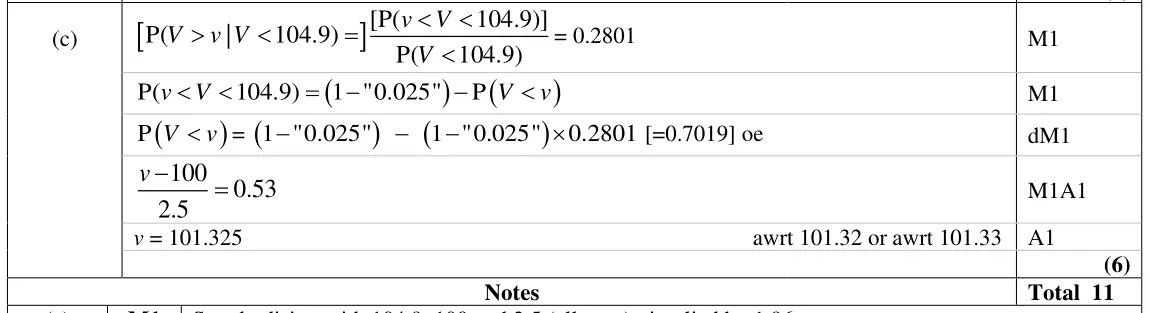 (c) [P(V > v | V < 104.9) =] [P(v < V < 104.9)] / P(V < 104.9) = 0.2801 M1
P(v < V < 104.9) = (1 − "0.025") − P(V < v) M1
P(V < v) = (1 − "0.025") − (1 − "0.025") × 0.2801 [=0.7019] oe dM1
(v − 100) / 2.5 = 0.53 M1A1
v = 101.325 awrt 101.32 or awrt 101.33 A1
(6)
Notes Total 11